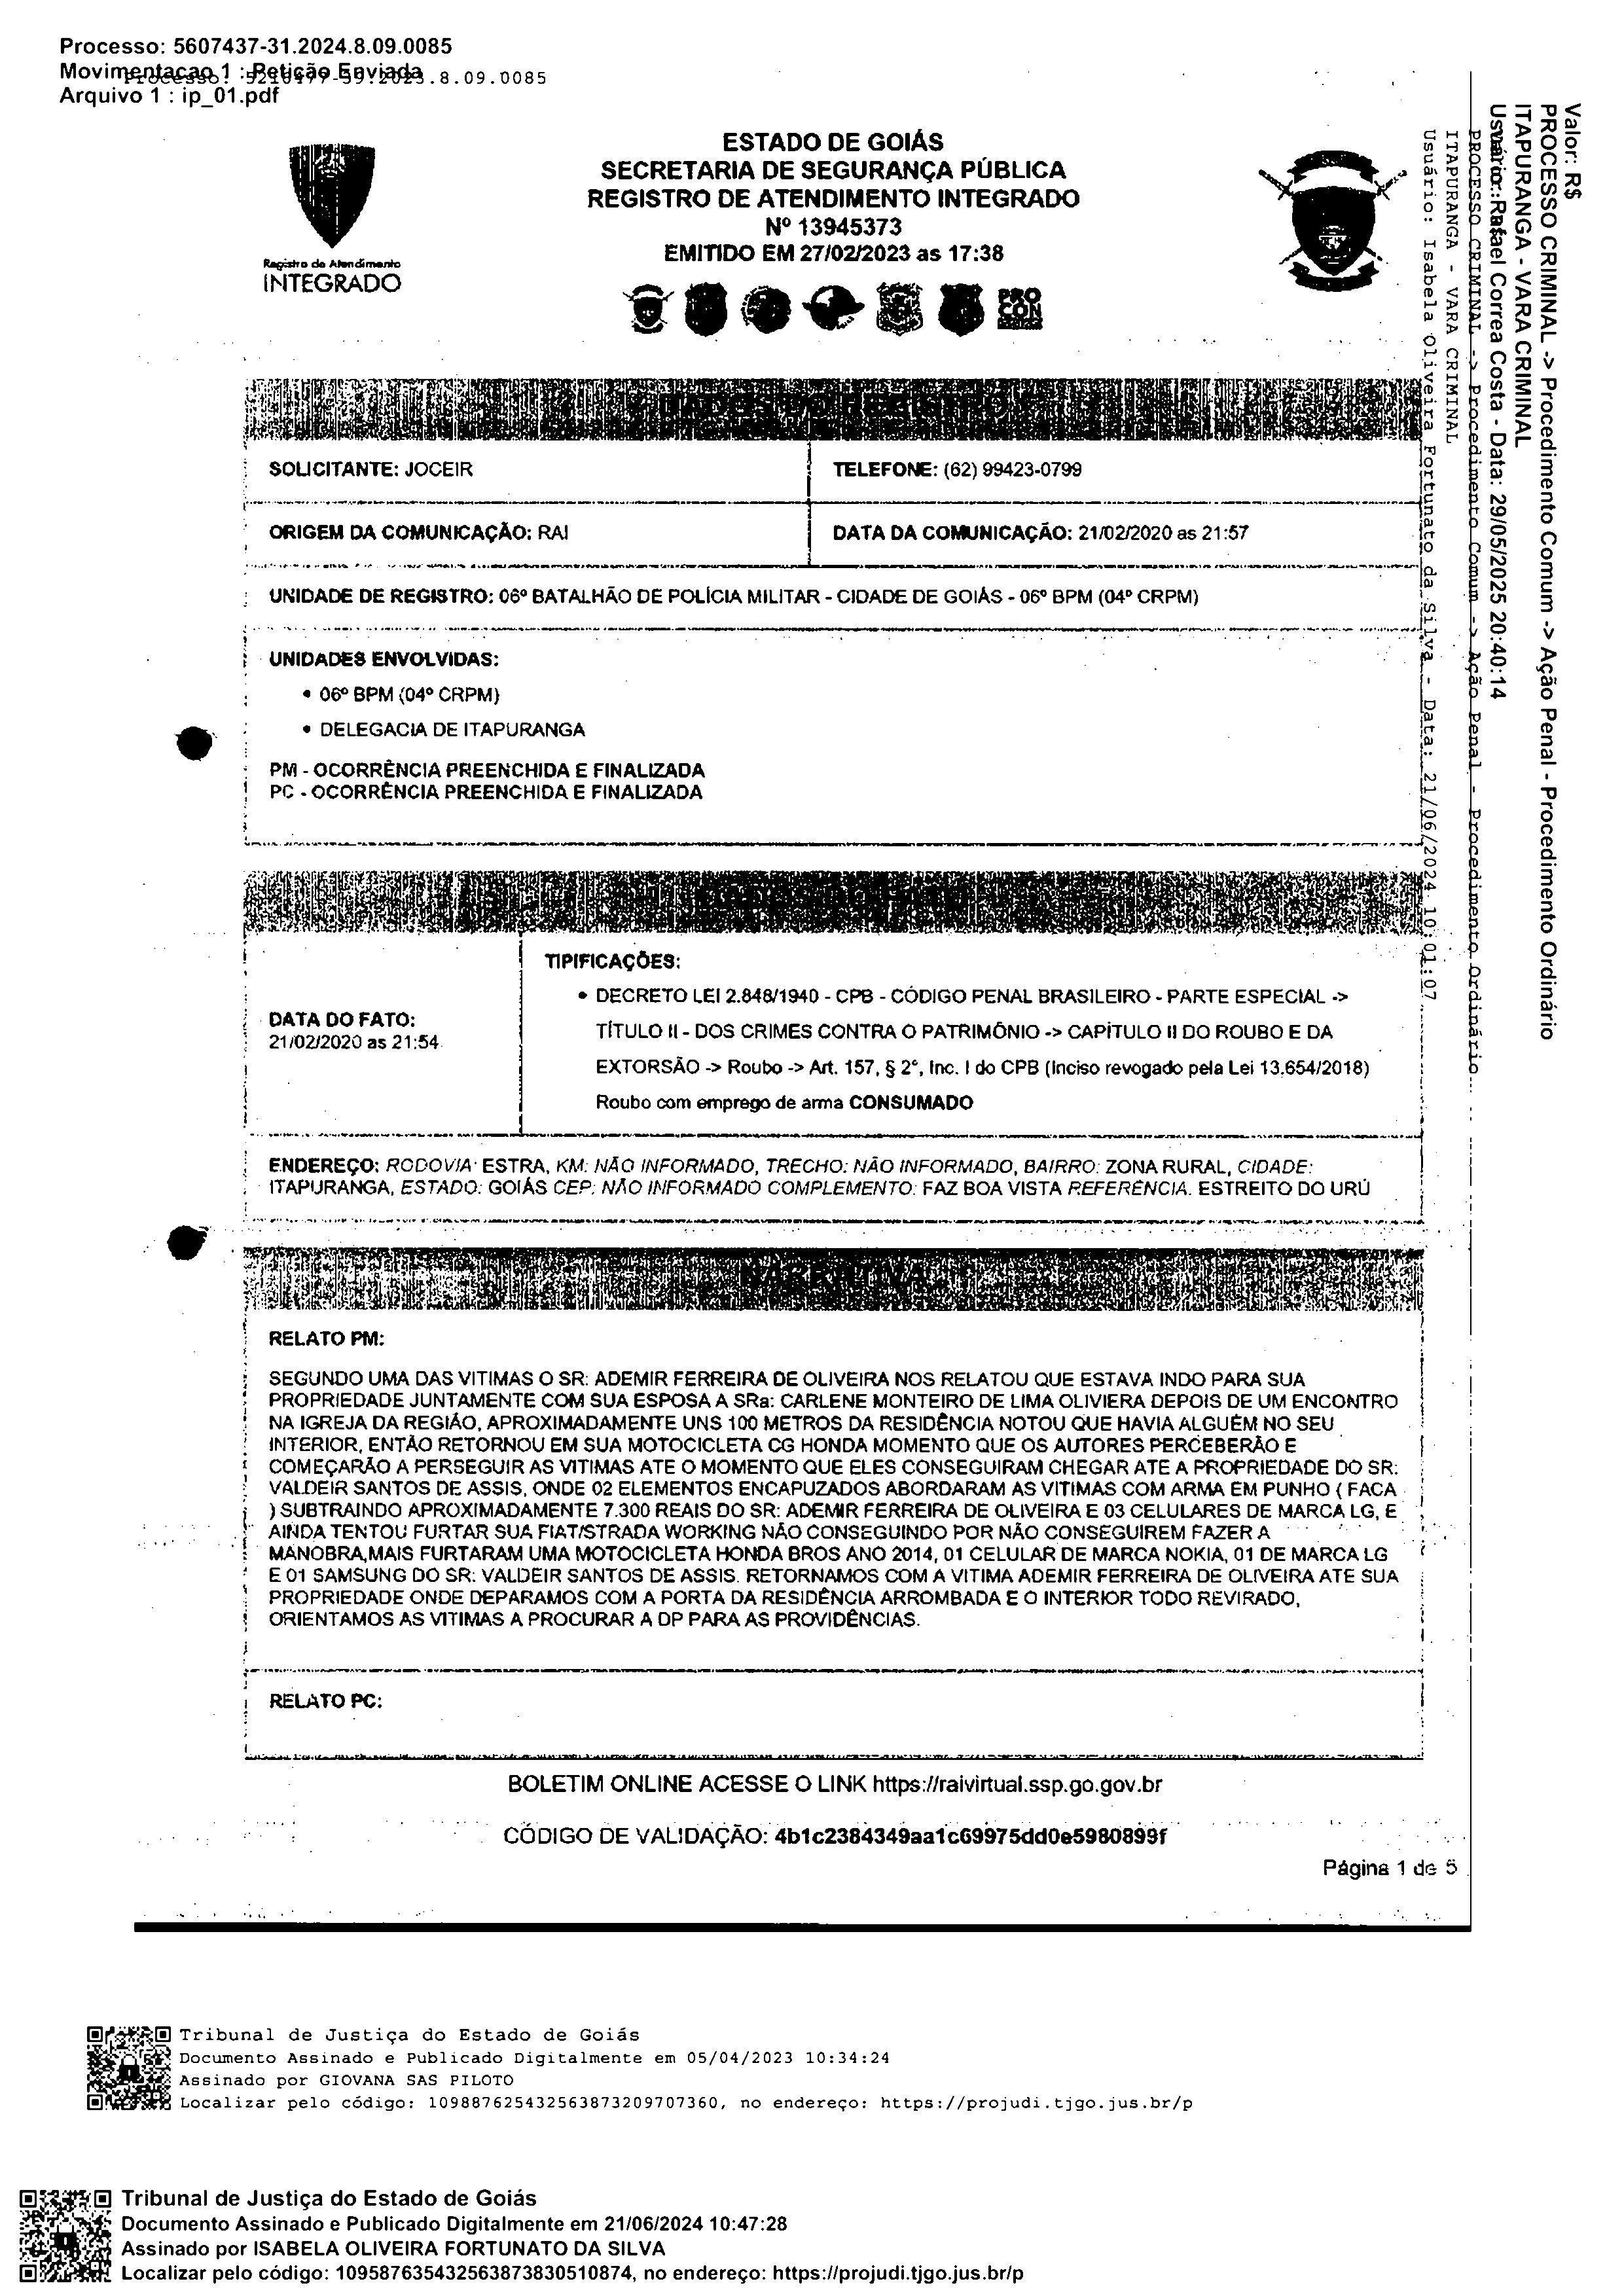 Processo: 5607437-31.2024.8.09.0085
Movimentacao 1 : Petição Enviada
Arquivo 1 : ip_01.pdf
Registro de Atendimento
INTEGRADO
ESTADO DE GOIÁS
SECRETARIA DE SEGURANÇA PÚBLICA
REGISTRO DE ATENDIMENTO INTEGRADO
Nº 13945373
EMITIDO EM 27/02/2023 as 17:38
PRO
CON
SOLICITANTE: JOCEIR
TELEFONE: (62) 99423-0799
ORIGEM DA COMUNICAÇÃO: RAI
DATA DA COMUNICAÇÃO: 21/02/2020 as 21:57
UNIDADE DE REGISTRO: 06º BATALHÃO DE POLÍCIA MILITAR - CIDADE DE GOIÁS - 06º BPM (04º CRPM)
UNIDADES ENVOLVIDAS:
• 06º BPM (04º CRPM)
• DELEGACIA DE ITAPURANGA
PM - OCORRÊNCIA PREENCHIDA E FINALIZADA
PC - OCORRÊNCIA PREENCHIDA E FINALIZADA
DATA DO FATO:
21/02/2020 as 21:54
TIPIFICAÇÕES:
• DECRETO LEI 2.848/1940 - CPB - CÓDIGO PENAL BRASILEIRO - PARTE ESPECIAL ->
TÍTULO II - DOS CRIMES CONTRA O PATRIMÔNIO -> CAPÍTULO II DO ROUBO E DA
EXTORSÃO -> Roubo -> Art. 157, § 2°, Inc. I do CPB (Inciso revogado pela Lei 13.654/2018)
Roubo com emprego de arma CONSUMADO
ENDEREÇO: RODOVIA: ESTRA, KM: NÃO INFORMADO, TRECHO: NÃO INFORMADO, BAIRRO: ZONA RURAL, CIDADE:
ITAPURANGA, ESTADO: GOIÁS CEP: NÃO INFORMADO COMPLEMENTO: FAZ BOA VISTA REFERÊNCIA. ESTREITO DO URÚ
NARRATIVA
RELATO PM:
SEGUNDO UMA DAS VITIMAS O SR: ADEMIR FERREIRA DE OLIVEIRA NOS RELATOU QUE ESTAVA INDO PARA SUA
PROPRIEDADE JUNTAMENTE COM SUA ESPOSA A SRa: CARLENE MONTEIRO DE LIMA OLIVIERA DEPOIS DE UM ENCONTRO
NA IGREJA DA REGIÃO, APROXIMADAMENTE UNS 100 METROS DA RESIDÊNCIA NOTOU QUE HAVIA ALGUÉM NO SEU
INTERIOR, ENTÃO RETORNOU EM SUA MOTOCICLETA CG HONDA MOMENTO QUE OS AUTORES PERCEBERÃO E
COMEÇARÃO A PERSEGUIR AS VITIMAS ATE O MOMENTO QUE ELES CONSEGUIRAM CHEGAR ATE A PROPRIEDADE DO SR:
VALDEIR SANTOS DE ASSIS, ONDE 02 ELEMENTOS ENCAPUZADOS ABORDARAM AS VITIMAS COM ARMA EM PUNHO ( FACA
) SUBTRAINDO APROXIMADAMENTE 7.300 REAIS DO SR: ADEMIR FERREIRA DE OLIVEIRA E 03 CELULARES DE MARCA LG, E
AINDA TENTOU FURTAR SUA FIAT/STRADA WORKING NÃO CONSEGUINDO POR NÃO CONSEGUIREM FAZER A
MANOBRA,MAIS FURTARAM UMA MOTOCICLETA HONDA BROS ANO 2014, 01 CELULAR DE MARCA NOKIA, 01 DE MARCA LG
E 01 SAMSUNG DO SR: VALDEIR SANTOS DE ASSIS. RETORNAMOS COM A VITIMA ADEMIR FERREIRA DE OLIVEIRA ATE SUA
PROPRIEDADE ONDE DEPARAMOS COM A PORTA DA RESIDÊNCIA ARROMBADA E O INTERIOR TODO REVIRADO,
ORIENTAMOS AS VITIMAS A PROCURAR A DP PARA AS PROVIDÊNCIAS.
RELATO PC:
BOLETIM ONLINE ACESSE O LINK https://raivirtual.ssp.go.gov.br
CÓDIGO DE VALIDAÇÃO: 4b1c2384349aa1c69975dd0e5980899f
Página 1 de 5
Valor: R$
PROCESSO CRIMINAL -> Procedimento Comum -> Ação Penal - Procedimento Ordinário
ITAPURANGA - VARA CRIMINAL
Usuário: Rafael Correa Costa - Data: 29/05/2025 20:40:14
PROCESSO CRIMINAL -> Procedimento Comum -> Ação Penal - Procedimento Ordinário
ITAPURANGA - VARA CRIMINAL
Usuário: Isabela Oliveira Fortunato da Silva - Data: 21/06/2024 10:01:07
Tribunal de Justiça do Estado de Goiás
Documento Assinado e Publicado Digitalmente em 05/04/2023 10:34:24
Assinado por GIOVANA SAS PILOTO
Localizar pelo código: 109887625432563873209707360, no endereço: https://projudi.tjgo.jus.br/p
Tribunal de Justiça do Estado de Goiás
Documento Assinado e Publicado Digitalmente em 21/06/2024 10:47:28
Assinado por ISABELA OLIVEIRA FORTUNATO DA SILVA
Localizar pelo código: 109587635432563873830510874, no endereço: https://projudi.tjgo.jus.br/p